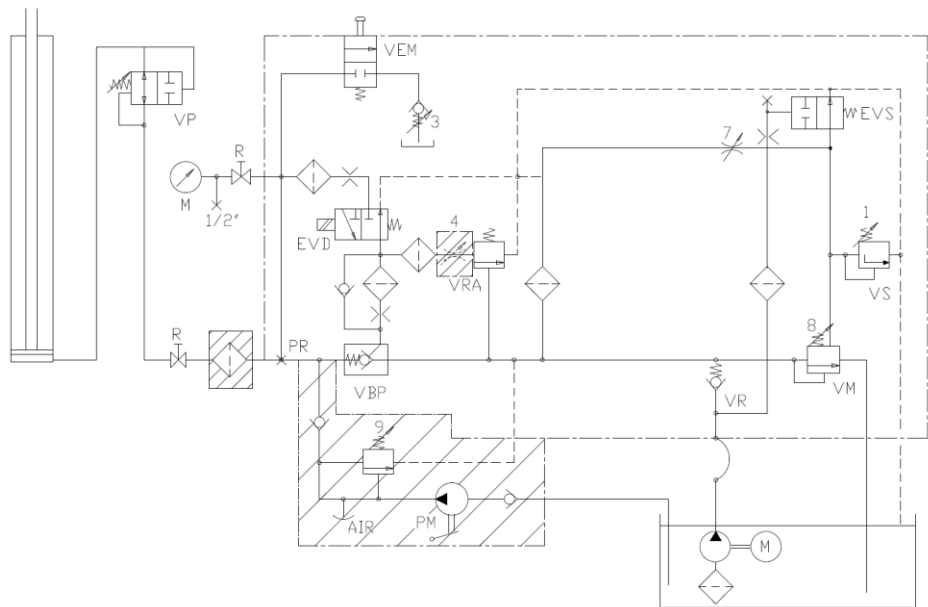 VEM
3
VP
R
M
1/2"
EVD
4
VRA
7
EVS
1
VS
8
VM
R
PR
VBP
VR
9
AIR
PM
M